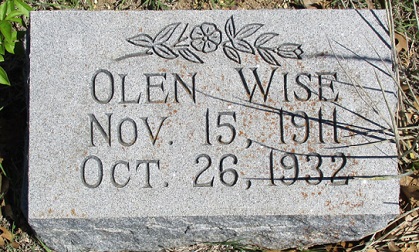 OLEN WISE
NOV. 15, 1911
OCT. 26, 1932